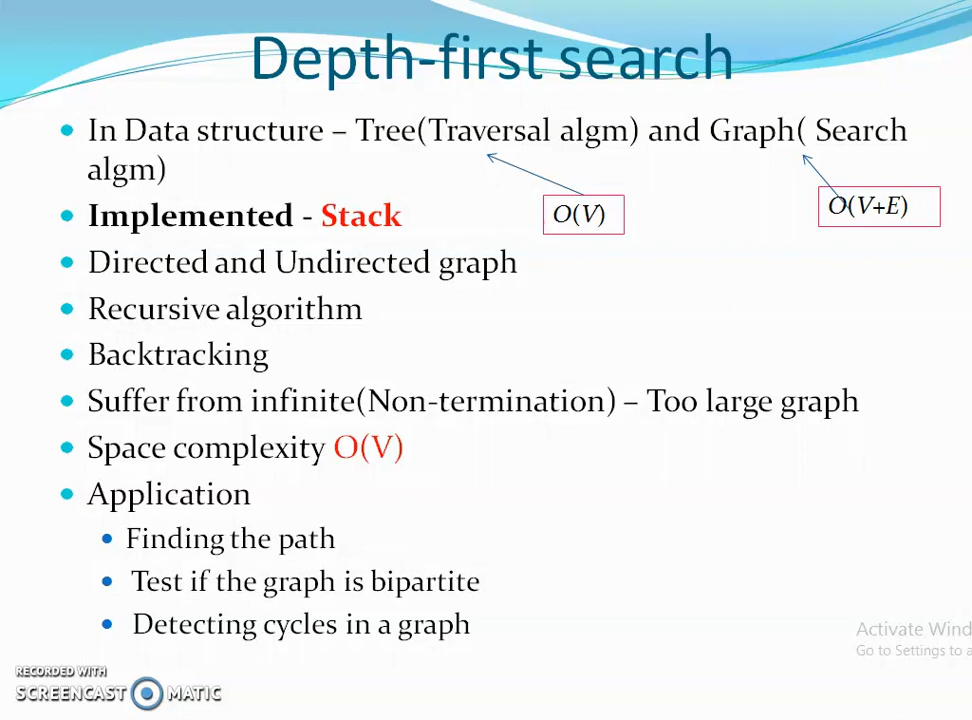 Depth-first search
• In Data structure – Tree(Traversal algm) and Graph( Search
algm)
• Implemented - Stack
O(V)
O(V+E)
• Directed and Undirected graph
• Recursive algorithm
• Backtracking
• Suffer from infinite(Non-termination) – Too large graph
• Space complexity O(V)
• Application
• Finding the path
• Test if the graph is bipartite
• Detecting cycles in a graph
Activate Wind
Go to Settings to a
RECORDED WITH
SCREENCAST MATIC